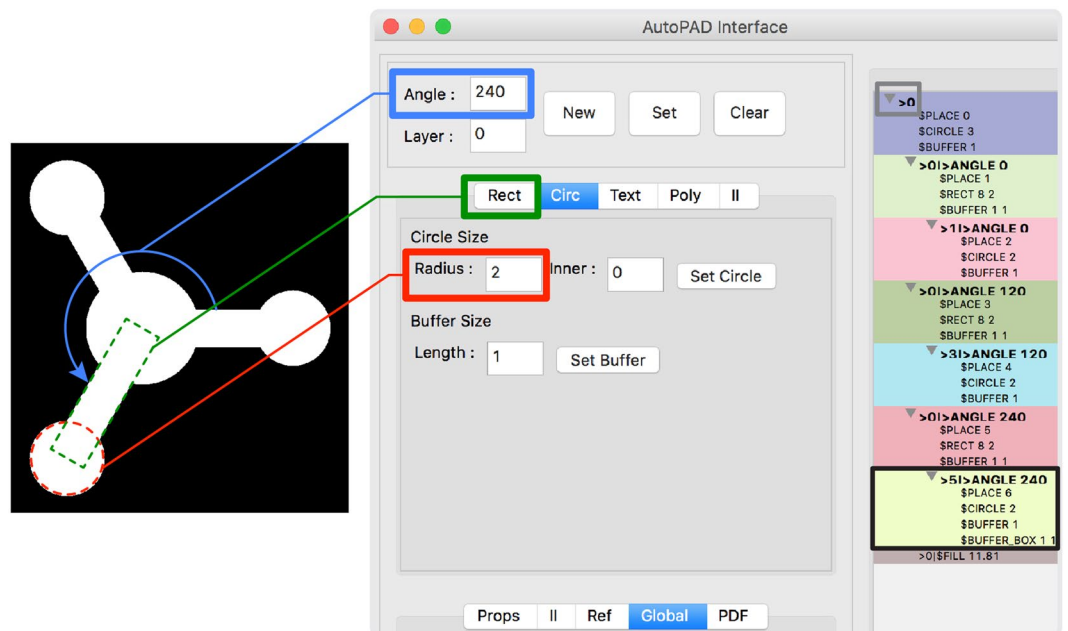 AutoPAD Interface
Angle : 240
Layer : 0
New Set Clear
Rect Circ Text Poly II
Circle Size
Radius : 2 Inner : 0 Set Circle
Buffer Size
Length : 1 Set Buffer
Props II Ref Global PDF
>0
$PLACE 0
$CIRCLE 3
$BUFFER 1
>0|>ANGLE 0
$PLACE 1
$RECT 8 2
$BUFFER 1 1
>1|>ANGLE 0
$PLACE 2
$CIRCLE 2
$BUFFER 1
>0|>ANGLE 120
$PLACE 3
$RECT 8 2
$BUFFER 1 1
>3|>ANGLE 120
$PLACE 4
$CIRCLE 2
$BUFFER 1
>0|>ANGLE 240
$PLACE 5
$RECT 8 2
$BUFFER 1 1
>5|>ANGLE 240
$PLACE 6
$CIRCLE 2
$BUFFER 1
$BUFFER_BOX 1 1
>0|$FILL 11.81